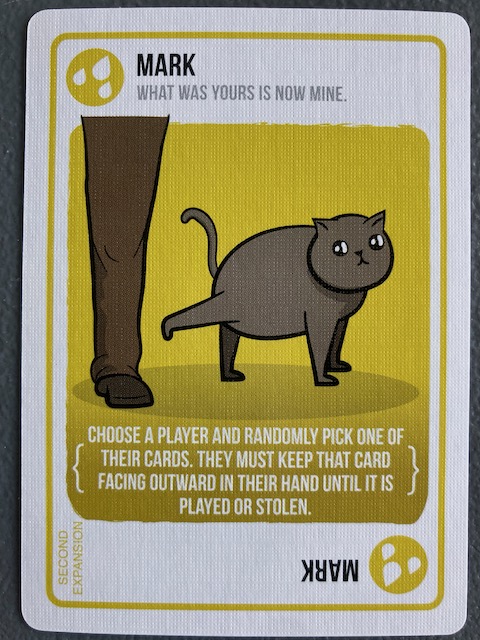 MARK
WHAT WAS YOURS IS NOW MINE.
CHOOSE A PLAYER AND RANDOMLY PICK ONE OF
THEIR CARDS. THEY MUST KEEP THAT CARD
FACING OUTWARD IN THEIR HAND UNTIL IT IS
PLAYED OR STOLEN.
SECOND
EXPANSION
MARK